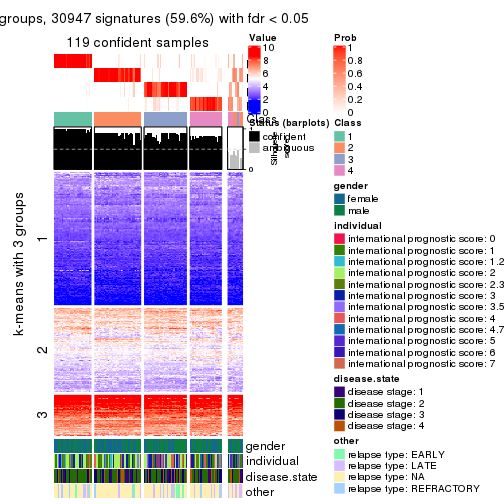 groups, 30947 signatures (59.6%) with fdr < 0.05
119 confident samples
k-means with 3 groups
1
2
3
Class
1
0
Silhouette score
gender
individual
disease.state
other
Value
10
8
6
4
2
0
Status (barplots)
confident
ambiguous
Prob
1
0.8
0.6
0.4
0.2
0
Class
1
2
3
4
gender
female
male
individual
international prognostic score: 0
international prognostic score: 1
international prognostic score: 1.2
international prognostic score: 2
international prognostic score: 2.3
international prognostic score: 3
international prognostic score: 3.5
international prognostic score: 4
international prognostic score: 4.7
international prognostic score: 5
international prognostic score: 6
international prognostic score: 7
disease.state
disease stage: 1
disease stage: 2
disease stage: 3
disease stage: 4
other
relapse type: EARLY
relapse type: LATE
relapse type: NA
relapse type: REFRACTORY